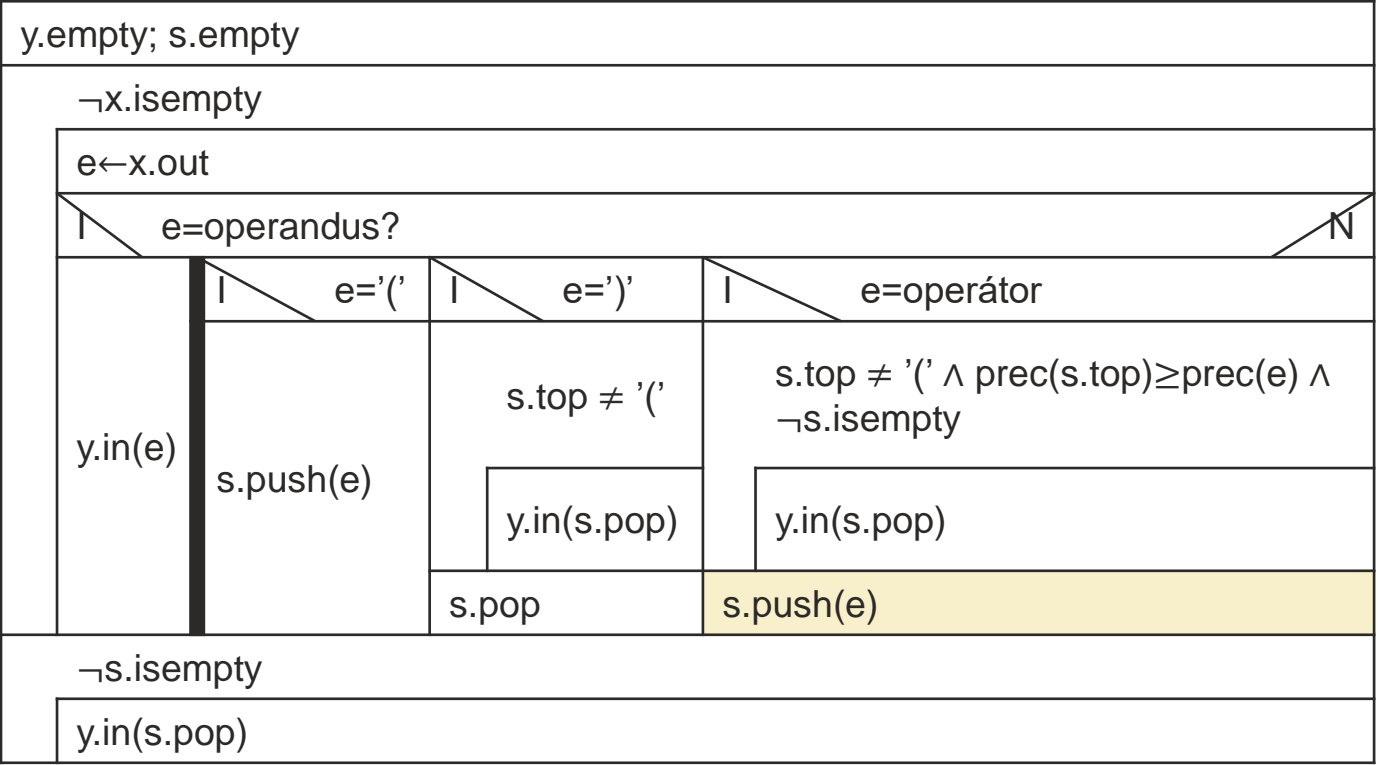 y.empty; s.empty
¬x.isempty
e←x.out
I e=operandus? N
y.in(e)
I e='(’
s.push(e)
I e=’)’
s.top ≠ ’(’
y.in(s.pop)
s.pop
I e=operátor
s.top ≠ ’(’ ∧ prec(s.top)≥prec(e) ∧
¬s.isempty
y.in(s.pop)
s.push(e)
¬s.isempty
y.in(s.pop)